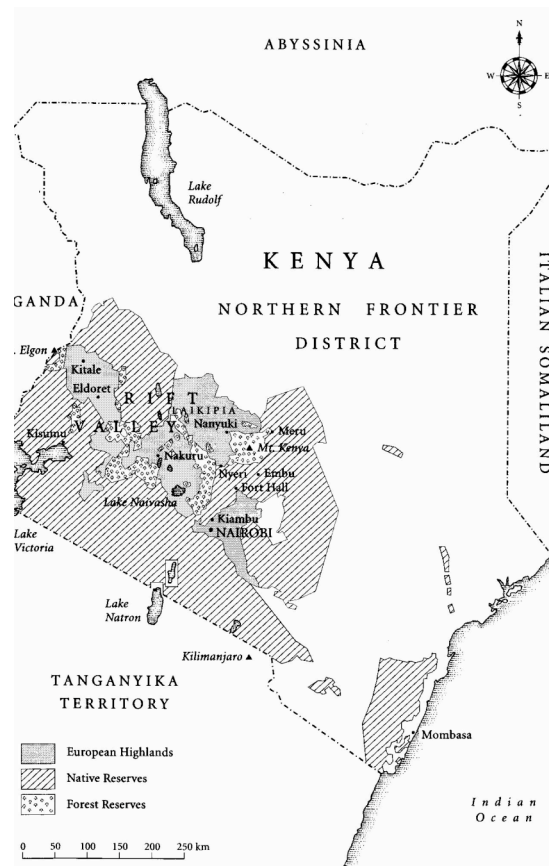 ABYSSINIA
N
W E
S
Lake
Rudolf
KENYA
NORTHERN FRONTIER
DISTRICT
ITALIAN SOMALILAND
GANDA
. Elgon
Kitale
Eldoret
RIFT
VALLEY
LAIKIPIA
Nanyuki
Meru
Mt. Kenya
Kisumu
Nakuru
Nyeri
Embu
Fort Hall
Lake Naivasha
Kiambu
NAIROBI
Lake
Victoria
Lake
Natron
Kilimanjaro
TANGANYIKA
TERRITORY
Mombasa
European Highlands
Native Reserves
Forest Reserves
Indian
Ocean
0 50 100 150 200 250 km